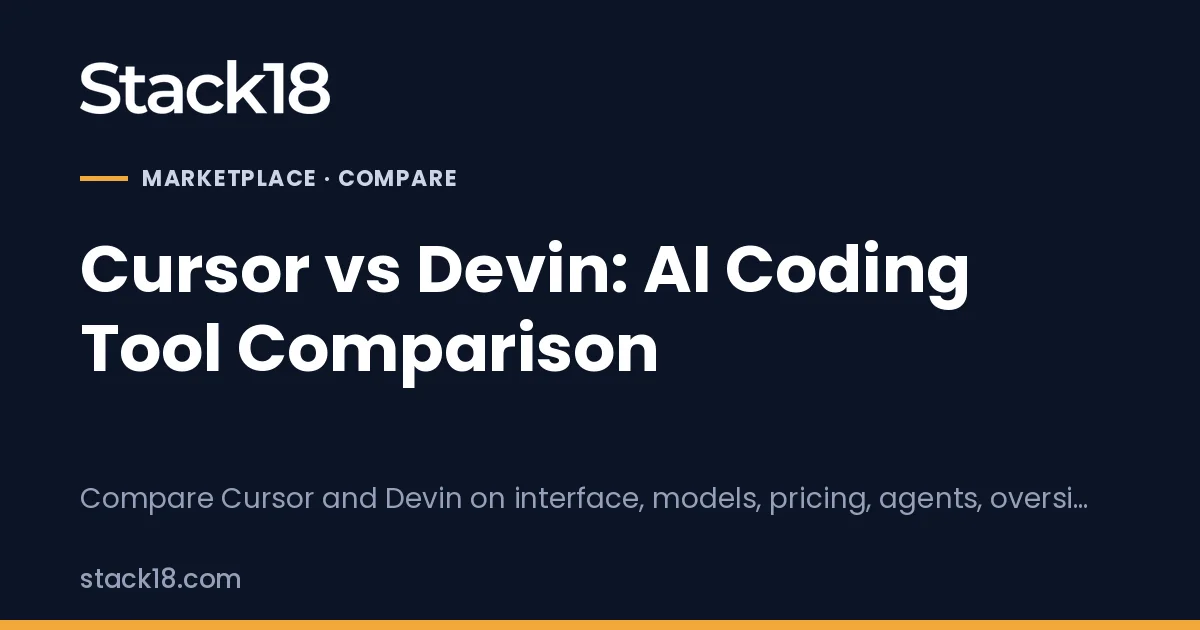 Stack18
MARKETPLACE · COMPARE
Cursor vs Devin: AI Coding
Tool Comparison
Compare Cursor and Devin on interface, models, pricing, agents, oversi...
stack18.com